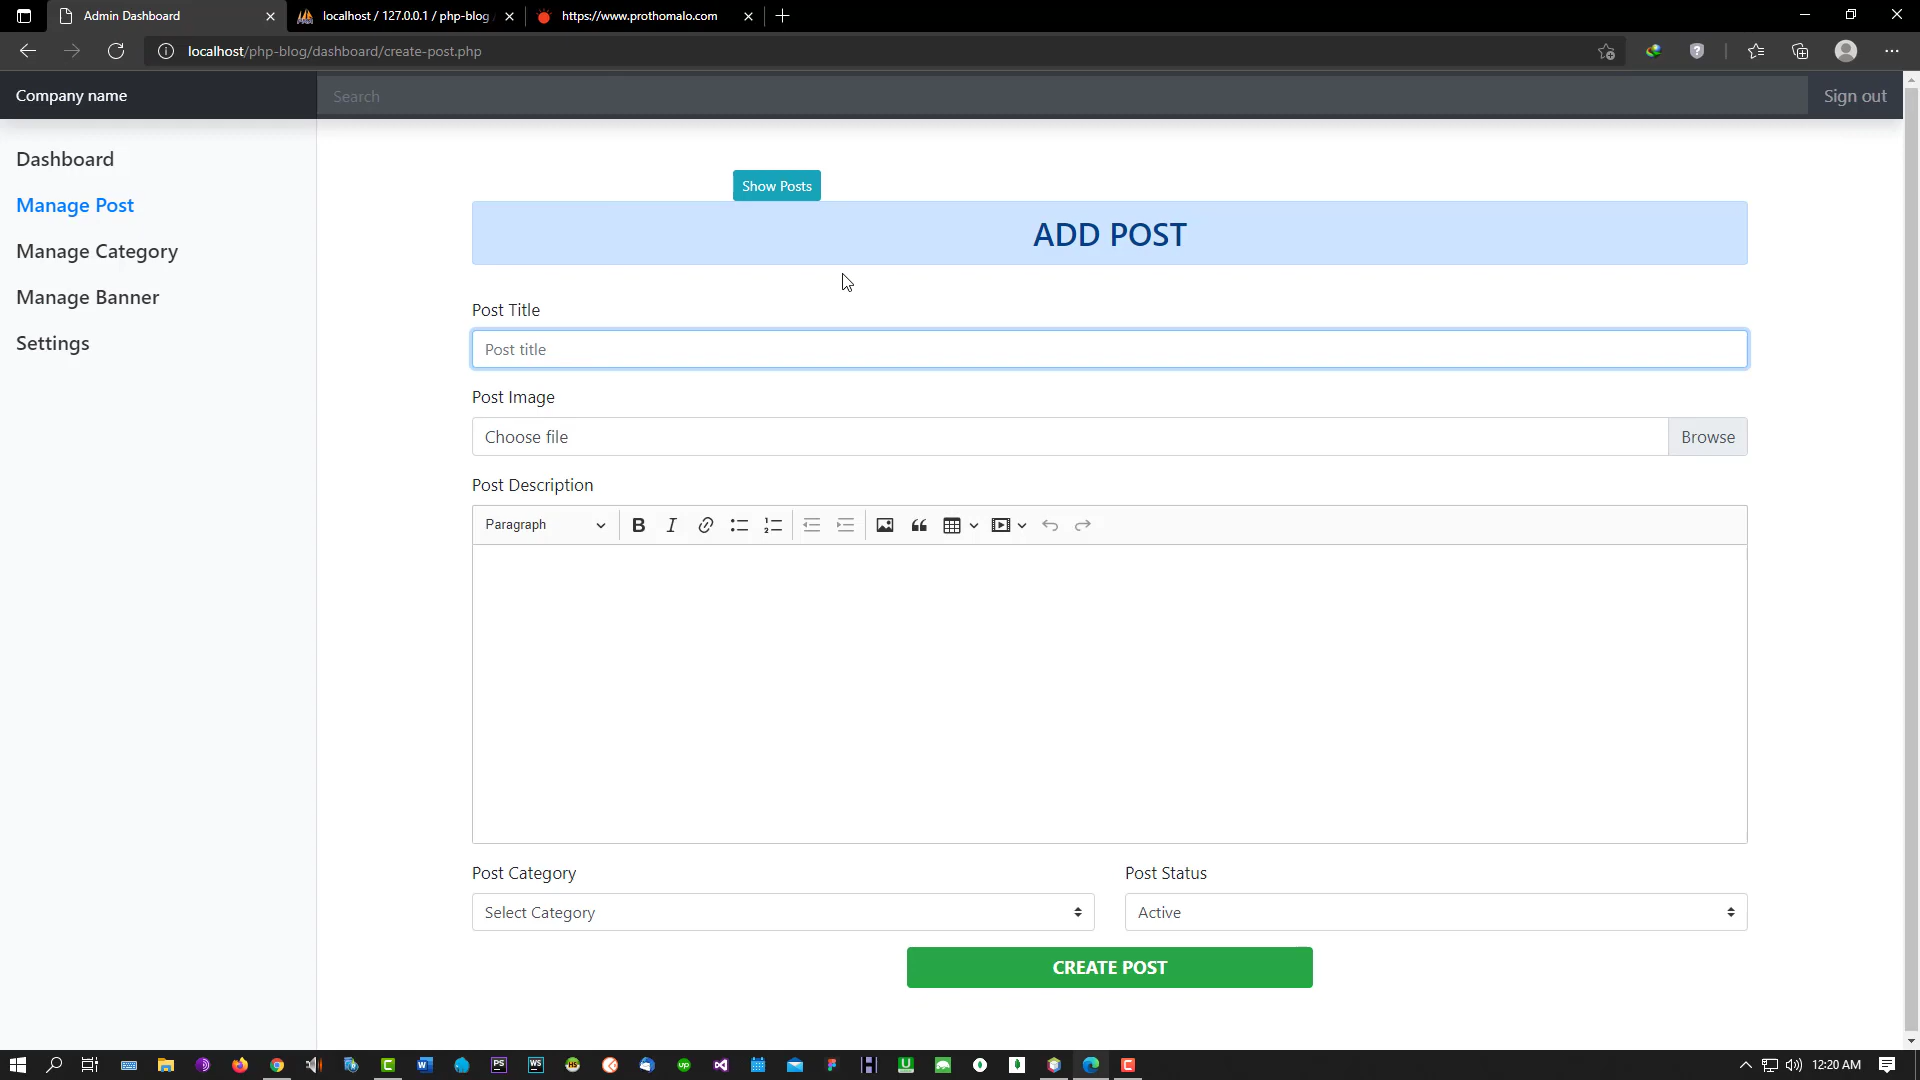 Admin Dashboard
localhost / 127.0.0.1 / php-blog
https://www.prothomalo.com
localhost/php-blog/dashboard/create-post.php
Company name
Search
Sign out
Dashboard
Manage Post
Manage Category
Manage Banner
Settings
Show Posts
ADD POST
Post Title
Post title
Post Image
Choose file
Browse
Post Description
Paragraph
Post Category
Post Status
Select Category
Active
CREATE POST
12:20 AM